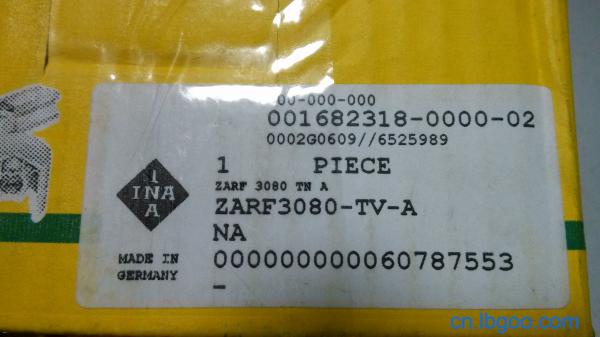 00-000-000
001682318-0000-02
0002G0609//6525989
1 PIECE
ZARF 3080 TN A
ZARF3080-TV-A
NA
0000000000060787553
-
I
INA
A
MADE IN
GERMANY
cn.lbgoo.com